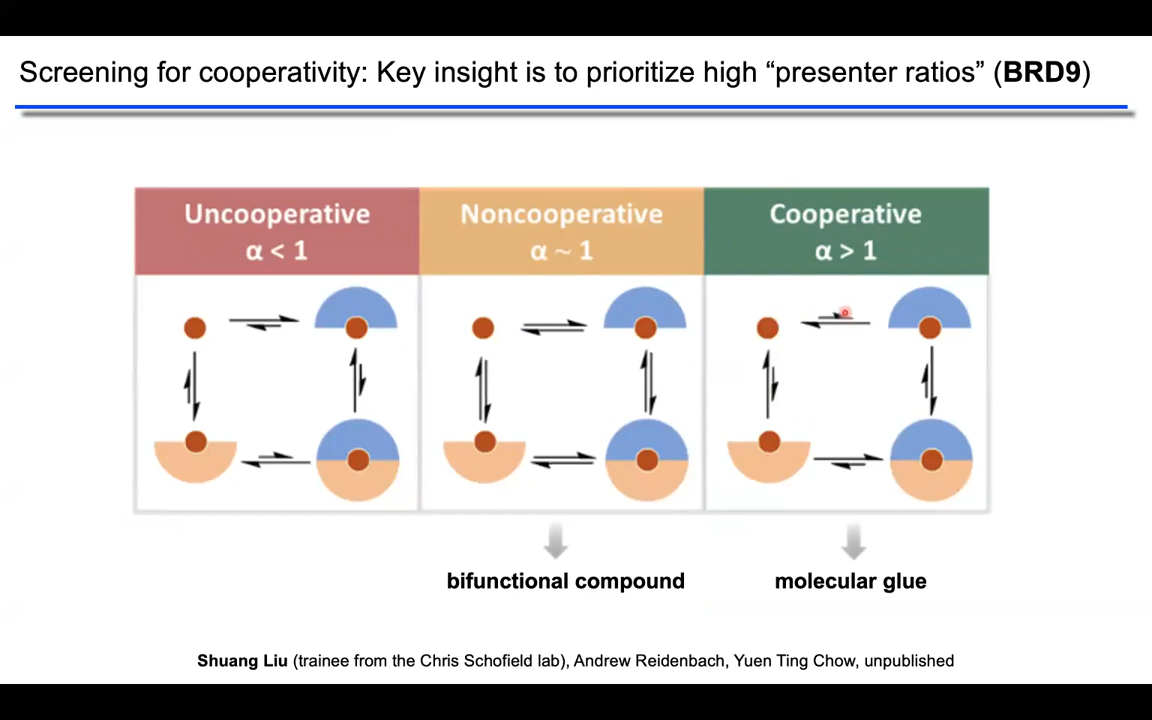 Screening for cooperativity: Key insight is to prioritize high “presenter ratios” (BRD9)
Uncooperative
α < 1
Noncooperative
α ~ 1
Cooperative
α > 1
bifunctional compound
molecular glue
Shuang Liu (trainee from the Chris Schofield lab), Andrew Reidenbach, Yuen Ting Chow, unpublished